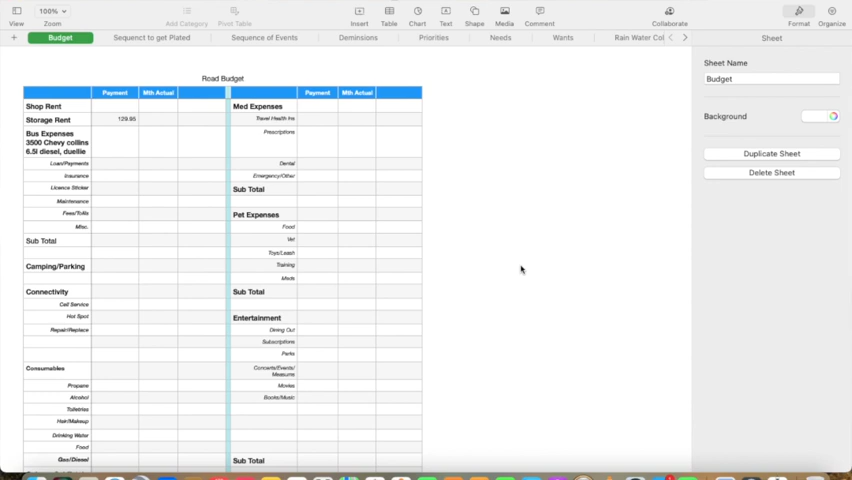 100%
View
Zoom
Add Category
Pivot Table
Insert
Table
Chart
Text
Shape
Media
Comment
Collaborate
Format
Organize
Budget
Sequenct to get Plated
Sequence of Events
Deminsions
Priorities
Needs
Wants
Rain Water Col
Sheet
Sheet Name
Budget
Background
Duplicate Sheet
Delete Sheet
Road Budget
Payment Mth Actual Payment Mth Actual
Shop Rent Med Expenses
Storage Rent 129.95 Travel Health Ins
Bus Expenses Prescriptions
3500 Chevy collins
6.5l diesel, duellie
Loan/Payments Dental
Insurance Emergency/Other
Licence Sticker Sub Total
Maintenance
Fees/Tolls Pet Expenses
Misc. Food
Sub Total Vet
Toys/Leash
Camping/Parking Training
Meds
Connectivity Sub Total
Cell Service
Hot Spot Entertainment
Repair/Replace Dining Out
Subscriptions
Parks
Consumables Concerts/Events/
Measures
Propane Movies
Alcohol Books/Music
Toiletries
Hair/Makeup
Drinking Water
Food
Gas/Diesel Sub Total